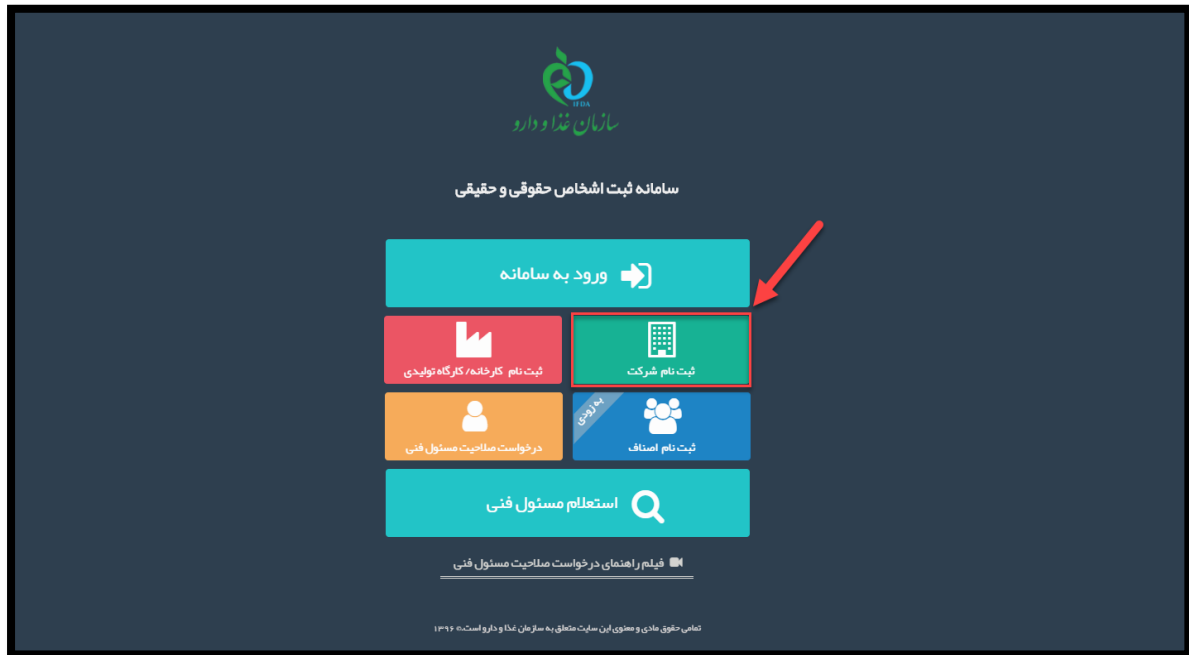 IFDA
سازمان غذا و دارو
سامانه ثبت اشخاص حقوقی و حقیقی
ورود به سامانه
ثبت نام شرکت
ثبت نام کارخانه/ کارگاه تولیدی
به زودی
ثبت نام اصناف
درخواست صلاحیت مسئول فنی
استعلام مسئول فنی
فیلم راهنمای درخواست صلاحیت مسئول فنی
تمامی حقوق مادی و معنوی این سایت متعلق به سازمان غذا و دارو است.© ۱۳۹۶